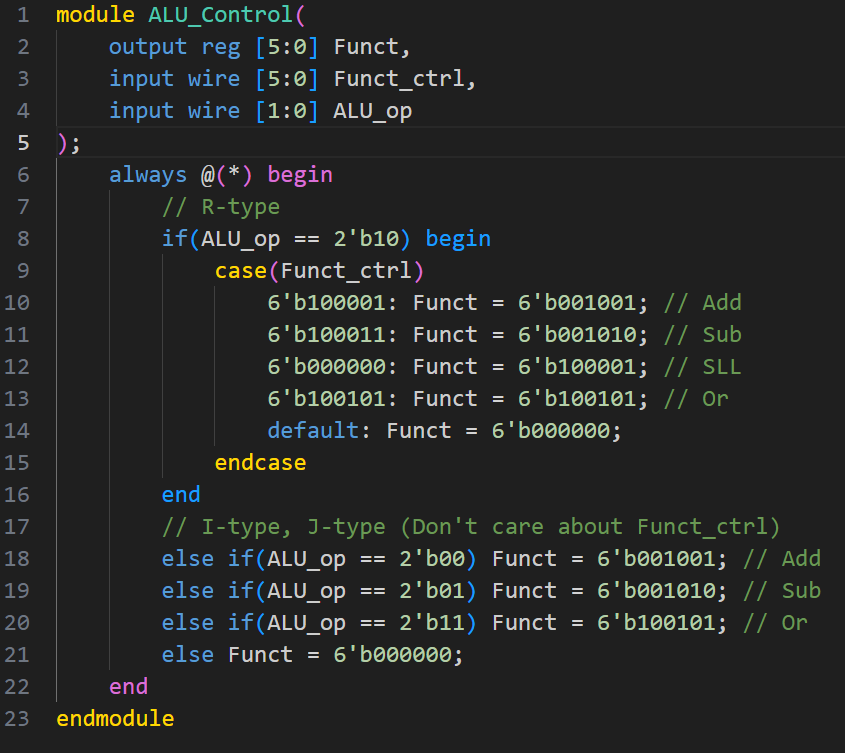 1 module ALU_Control(
2     output reg [5:0] Funct,
3     input wire [5:0] Funct_ctrl,
4     input wire [1:0] ALU_op
5 );
6     always @(*) begin
7         // R-type
8         if(ALU_op == 2'b10) begin
9             case(Funct_ctrl)
10                 6'b100001: Funct = 6'b001001; // Add
11                 6'b100011: Funct = 6'b001010; // Sub
12                 6'b000000: Funct = 6'b100001; // SLL
13                 6'b100101: Funct = 6'b100101; // Or
14                 default: Funct = 6'b000000;
15             endcase
16         end
17         // I-type, J-type (Don't care about Funct_ctrl)
18         else if(ALU_op == 2'b00) Funct = 6'b001001; // Add
19         else if(ALU_op == 2'b01) Funct = 6'b001010; // Sub
20         else if(ALU_op == 2'b11) Funct = 6'b100101; // Or
21         else Funct = 6'b000000;
22     end
23 endmodule